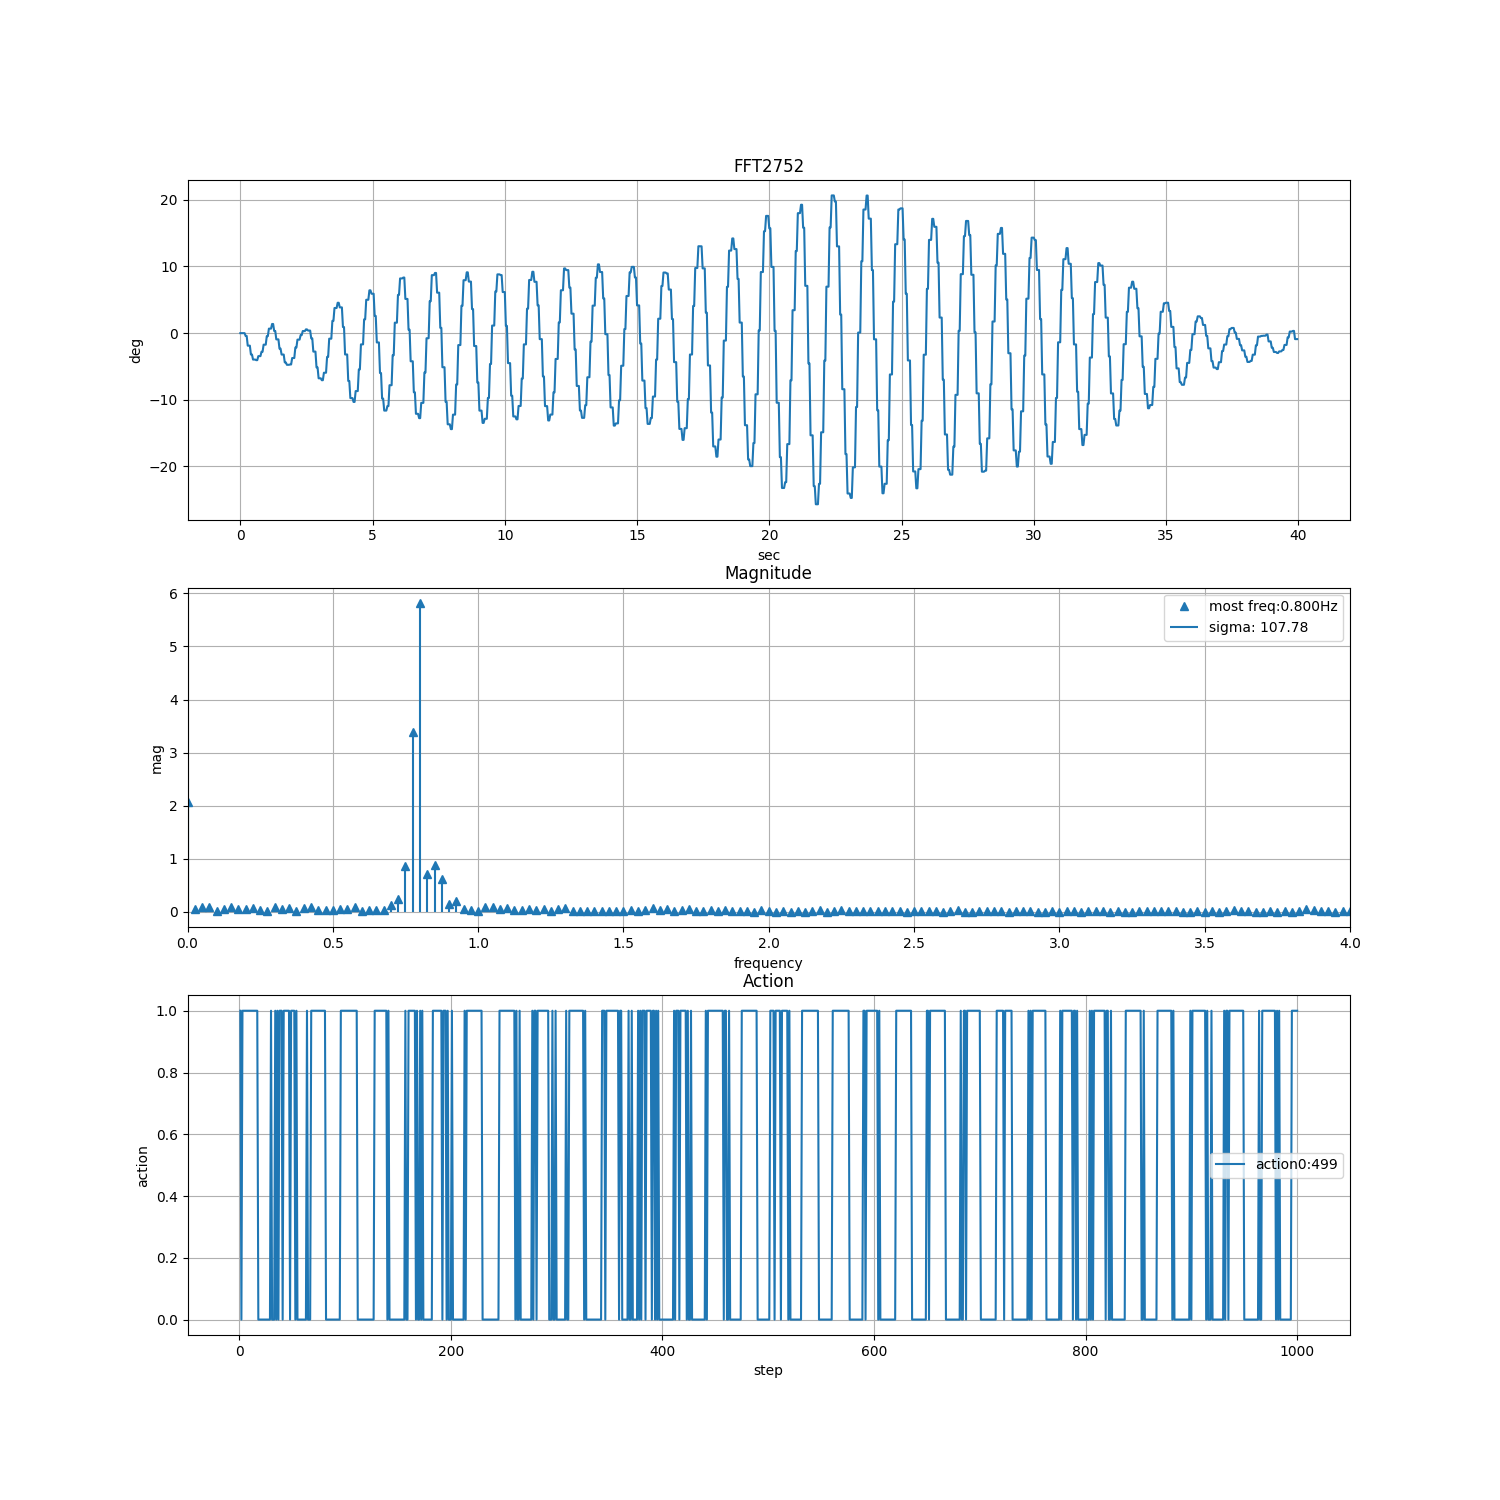 FFT2752
20
10
0
−10
−20
deg
0 5 10 15 20 25 30 35 40
sec
Magnitude
6
5
4
3
2
1
0
mag
most freq:0.800Hz
sigma: 107.78
0.0 0.5 1.0 1.5 2.0 2.5 3.0 3.5 4.0
frequency
Action
1.0
0.8
0.6
0.4
0.2
0.0
action
action0:499
0 200 400 600 800 1000
step